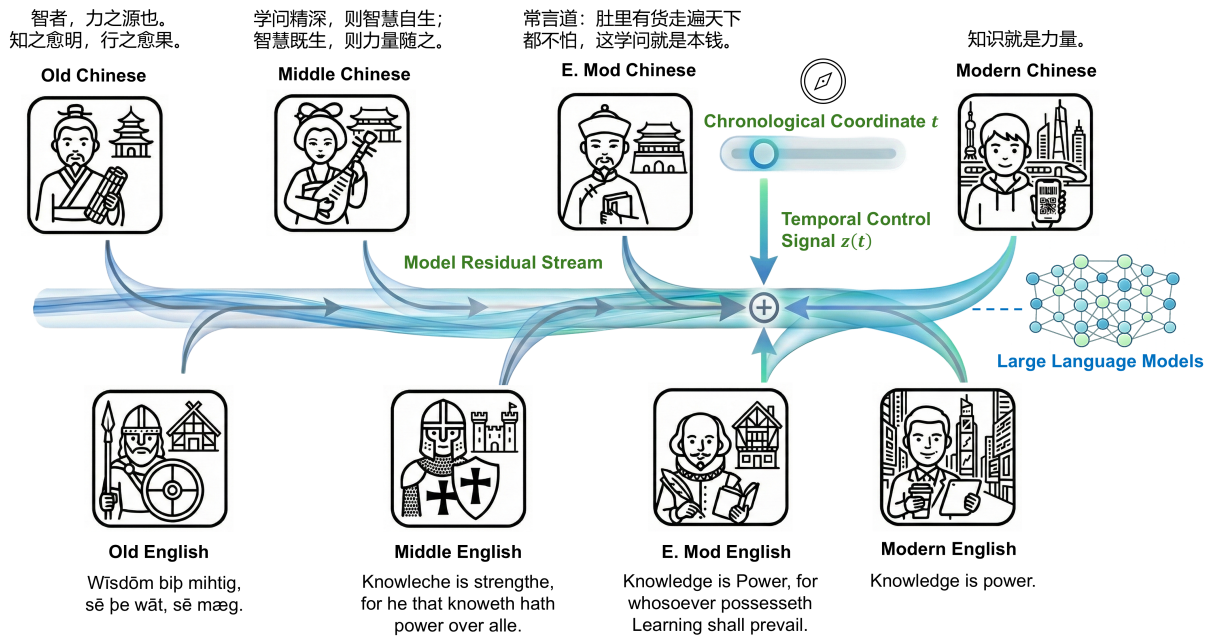 智者，力之源也。
知之愈明，行之愈果。
Old Chinese
学问精深，则智慧自生；
智慧既生，则力量随之。
Middle Chinese
常言道：肚里有货走遍天下
都不怕，这学问就是本钱。
E. Mod Chinese
知识就是力量。
Modern Chinese
Chronological Coordinate t
Temporal Control
Signal z(t)
Model Residual Stream
Large Language Models
Old English
Wīsdōm biþ mihtig,
sē þe wāt, sē mæg.
Middle English
Knowleche is strengthe,
for he that knoweth hath
power over alle.
E. Mod English
Knowledge is Power, for
whosoever possesseth
Learning shall prevail.
Modern English
Knowledge is power.